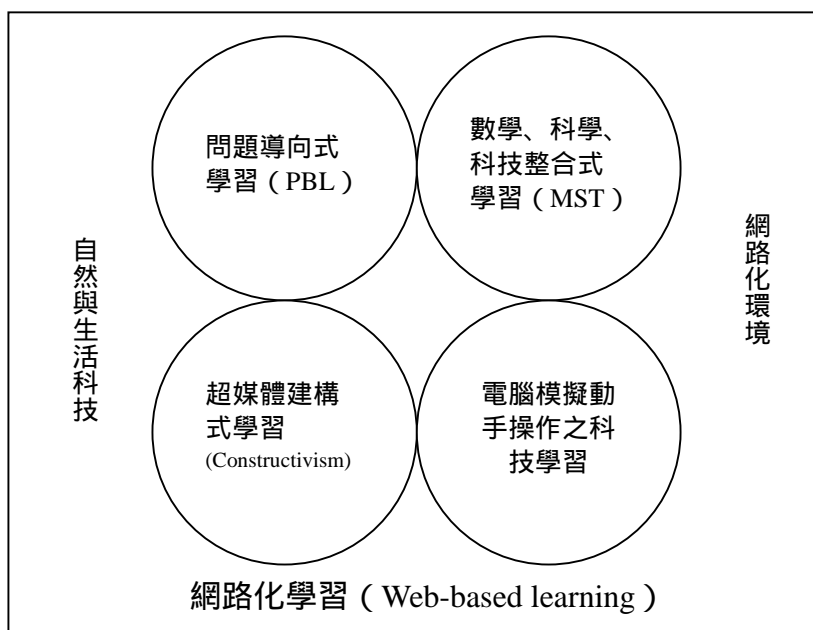 問題導向式
學習（PBL）
數學、科學、
科技整合式
學習（MST）
自然與生活科技
網路化環境
超媒體建構
式學習
(Constructivism)
電腦模擬動
手操作之科
技學習
網路化學習（Web-based learning）